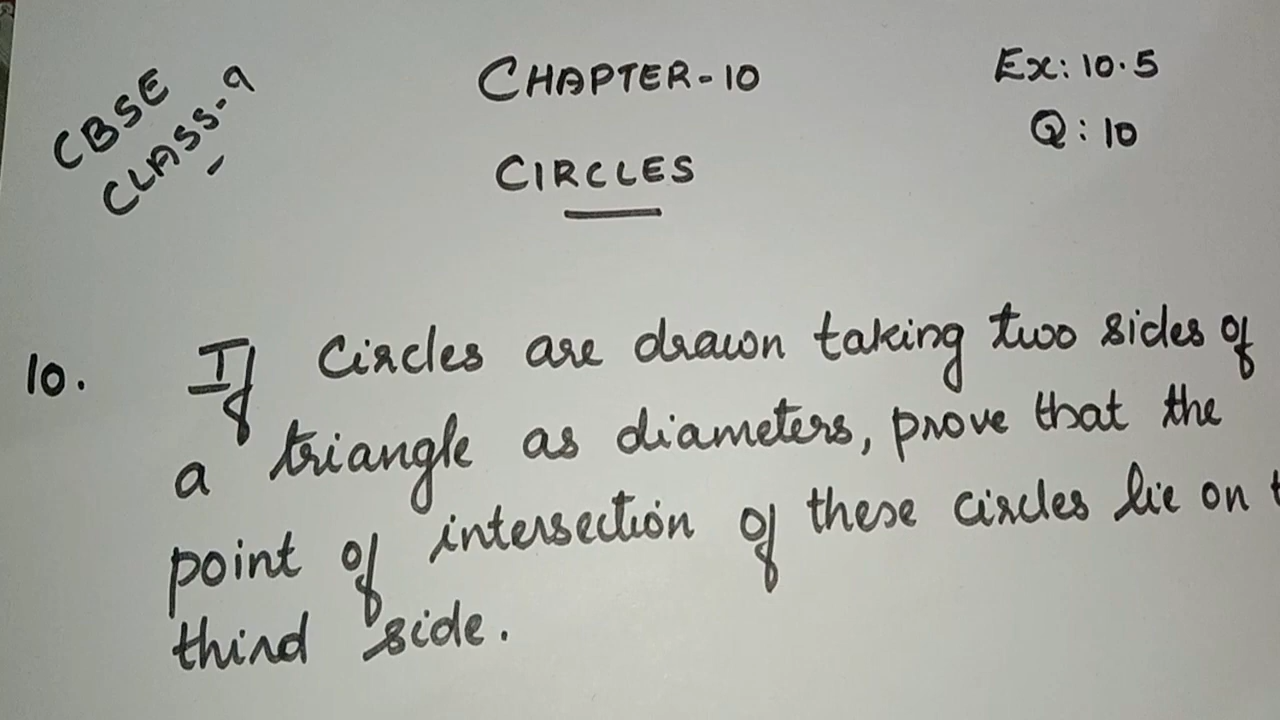 CBSE
CLASS-9
CHAPTER-10
CIRCLES
Ex: 10.5
Q: 10
10. If Circles are drawn taking two sides of
a triangle as diameters, prove that the
point of intersection of these circles lie on
third side.